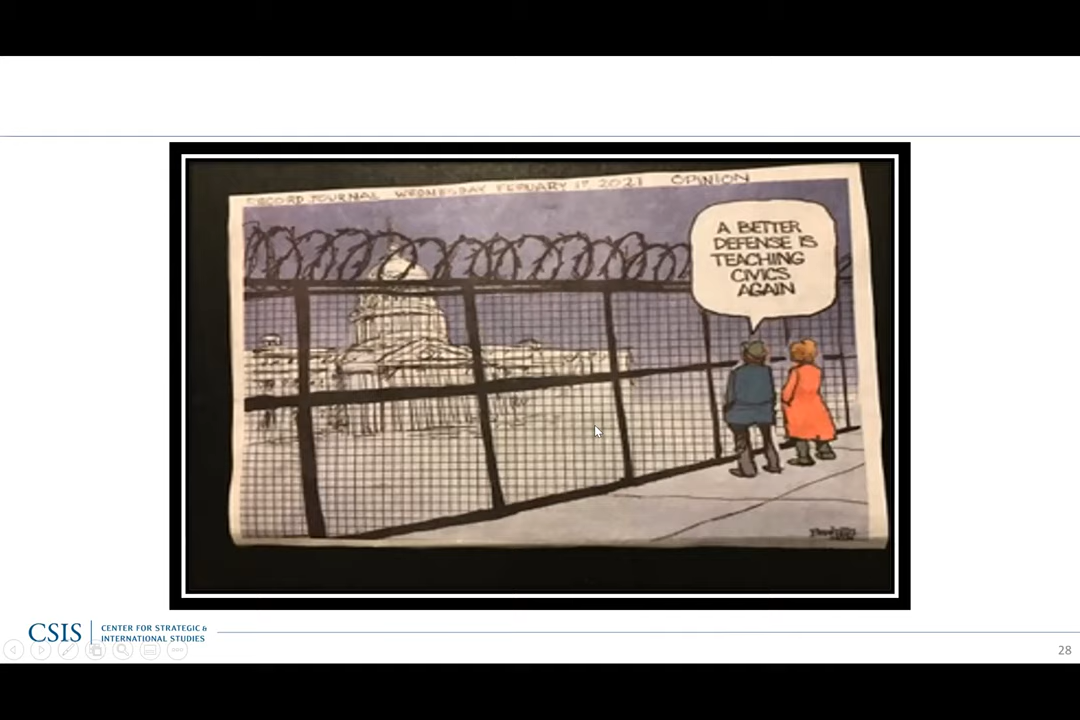 RECORD JOURNAL WEDNESDAY FEBUARY 17 2021 OPINION
A BETTER
DEFENSE IS
TEACHING
CIVICS
AGAIN
CSIS
CENTER FOR STRATEGIC &
INTERNATIONAL STUDIES
28